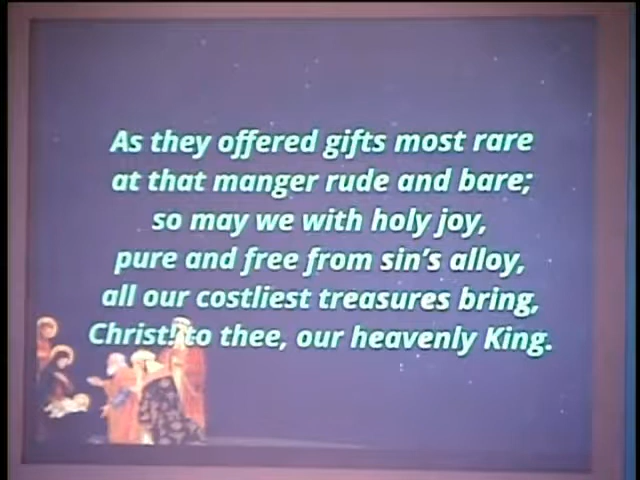 As they offered gifts most rare
at that manger rude and bare;
so may we with holy joy,
pure and free from sin's alloy,
all our costliest treasures bring,
Christ! to thee, our heavenly King.